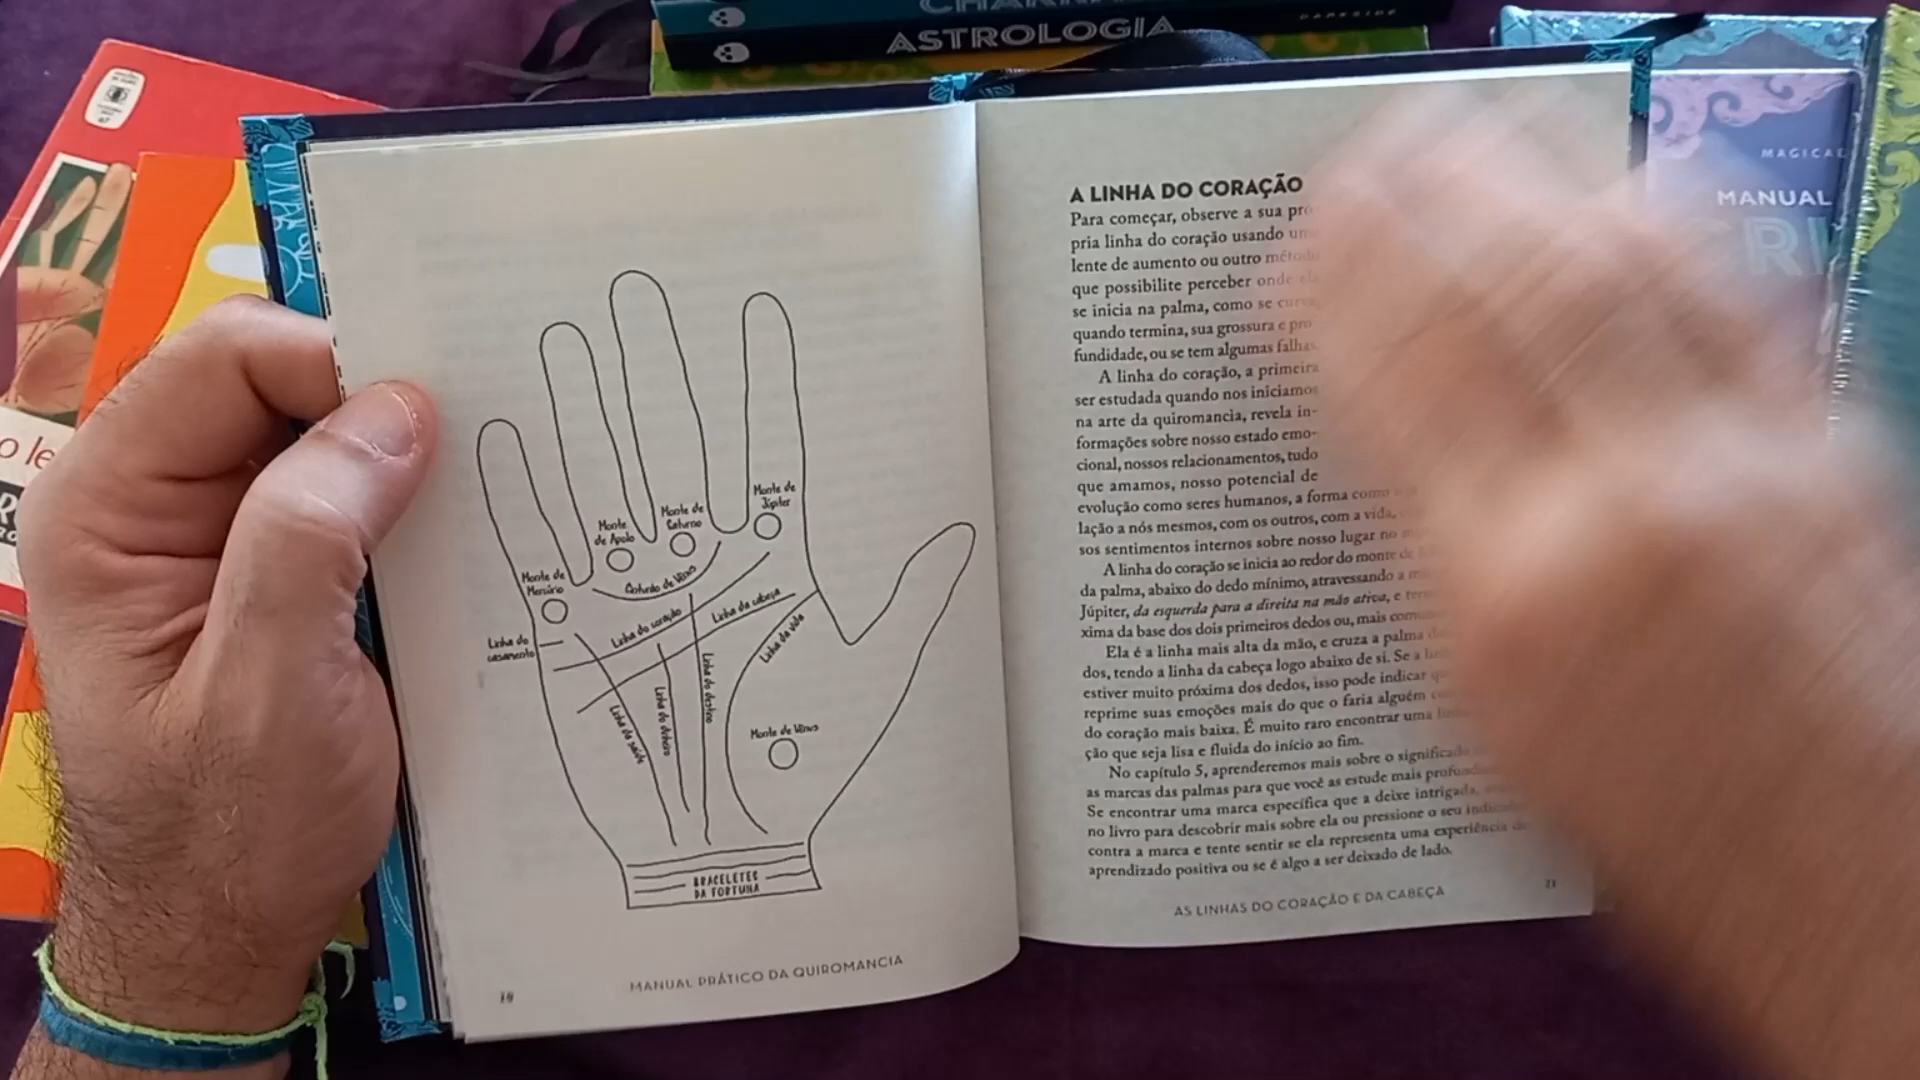 ASTROLOGIA
DARKSIDE
MAGICAL
MANUAL
Monte de
Júpiter
Monte de
Saturno
Monte
de Apolo
Monte de
Mercúrio
Cinturão de Vênus
Linha do
casamento
Linha do coração
Linha da cabeça
Linha da vida
Linha do destino
Linha do dinheiro
Linha da saúde
Monte de Vênus
BRACELETES
DA FORTUNA
MANUAL PRÁTICO DA QUIROMANCIA
A LINHA DO CORAÇÃO
Para começar, observe a sua pró
pria linha do coração usando um
lente de aumento ou outro método
que possibilite perceber onde ela
se inicia na palma, como se curva
quando termina, sua grossura e pro
fundidade, ou se tem algumas falhas
A linha do coração, a primeira
ser estudada quando nos iniciamos
na arte da quiromancia, revela in-
formações sobre nosso estado emo-
cional, nossos relacionamentos, tudo
que amamos, nosso potencial de
evolução como seres humanos, a forma como
lação a nós mesmos, com os outros, com a vida,
sos sentimentos internos sobre nosso lugar no
A linha do coração se inicia ao redor do monte de
da palma, abaixo do dedo mínimo, atravessando a
Júpiter, da esquerda para a direita na mão ativa, e
xima da base dos dois primeiros dedos ou, mais
Ela é a linha mais alta da mão, e cruza a palma
dos, tendo a linha da cabeça logo abaixo de si. Se a
estiver muito próxima dos dedos, isso pode indicar
reprime suas emoções mais do que o faria alguém
do coração mais baixa. É muito raro encontrar uma
ção que seja lisa e fluida do início ao fim.
No capítulo 5, aprenderemos mais sobre o significado
as marcas das palmas para que você as estude mais
Se encontrar uma marca específica que a deixe intrigada,
no livro para descobrir mais sobre ela ou pressione o seu
contra a marca e tente sentir se ela representa uma experiência
aprendizado positiva ou se é algo a ser deixado de lado.
AS LINHAS DO CORAÇÃO E DA CABEÇA